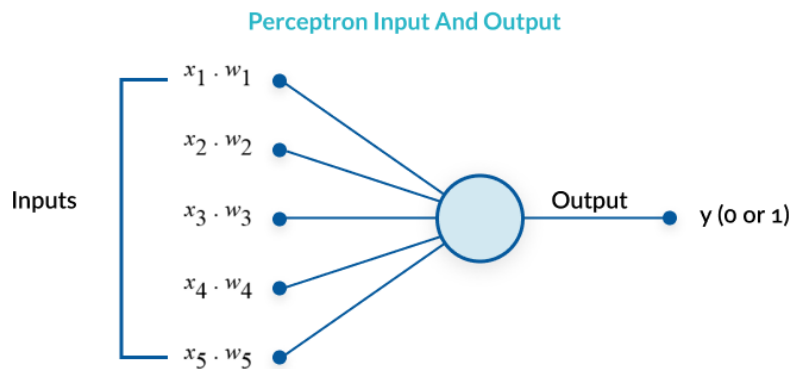 Perceptron Input And Output
x1 . w1
x2 . w2
x3 . w3
x4 . w4
x5 . w5
Inputs
Output
y (0 or 1)